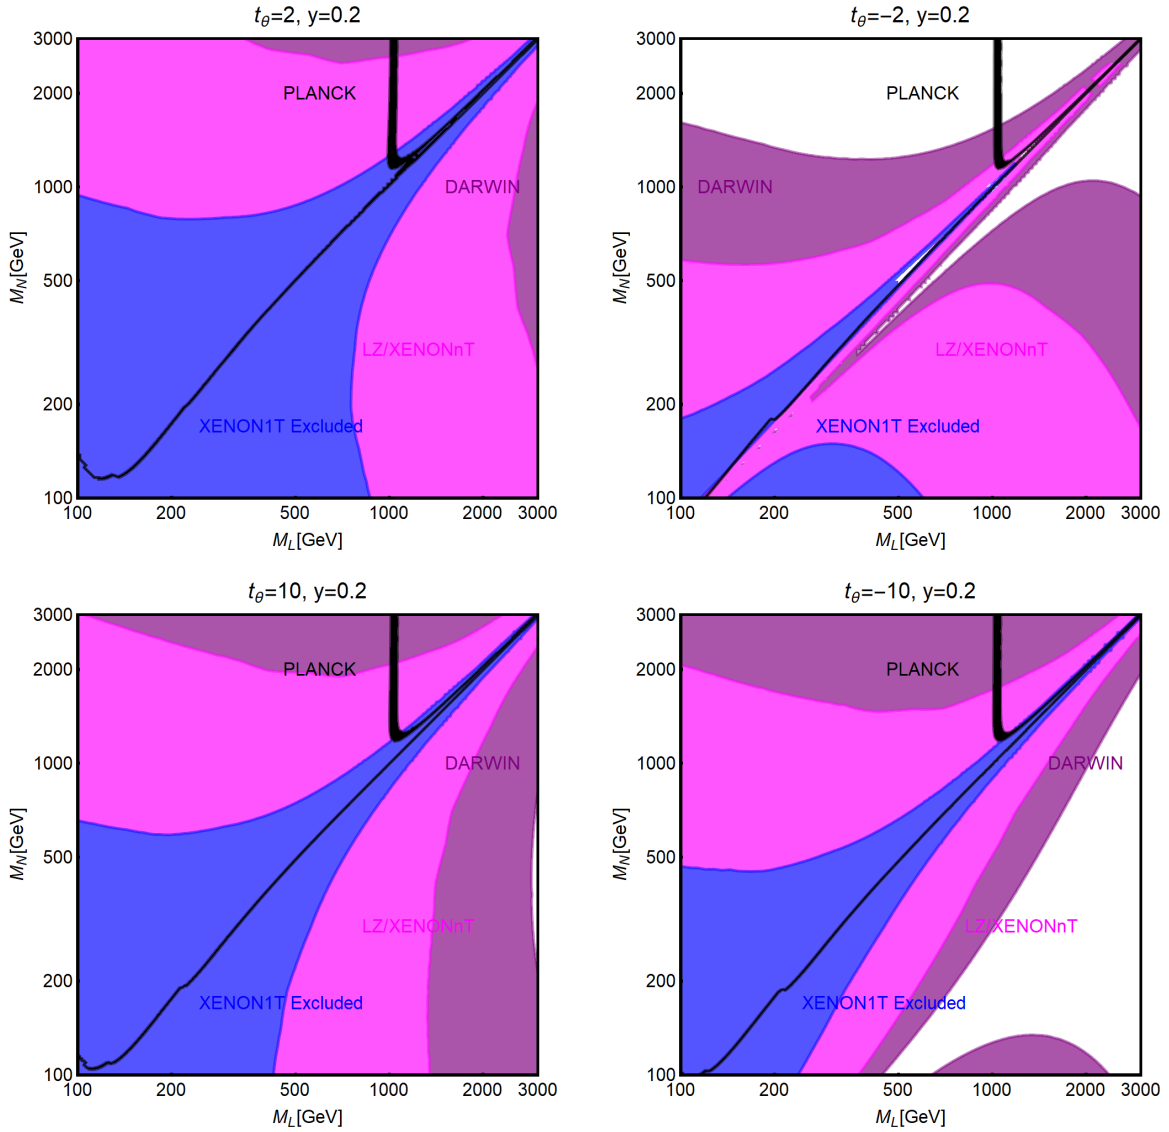 t_θ=2, y=0.2
3000
2000
1000
500
200
100
M_N[GeV]
PLANCK
DARWIN
LZ/XENONnT
XENON1T Excluded
100 200 500 1000 2000 3000
M_L[GeV]
t_θ=−2, y=0.2
3000
2000
1000
500
200
100
M_N[GeV]
PLANCK
DARWIN
LZ/XENONnT
XENON1T Excluded
100 200 500 1000 2000 3000
M_L[GeV]
t_θ=10, y=0.2
3000
2000
1000
500
200
100
M_N[GeV]
PLANCK
DARWIN
LZ/XENONnT
XENON1T Excluded
100 200 500 1000 2000 3000
M_L[GeV]
t_θ=−10, y=0.2
3000
2000
1000
500
200
100
M_N[GeV]
PLANCK
DARWIN
LZ/XENONnT
XENON1T Excluded
100 200 500 1000 2000 3000
M_L[GeV]